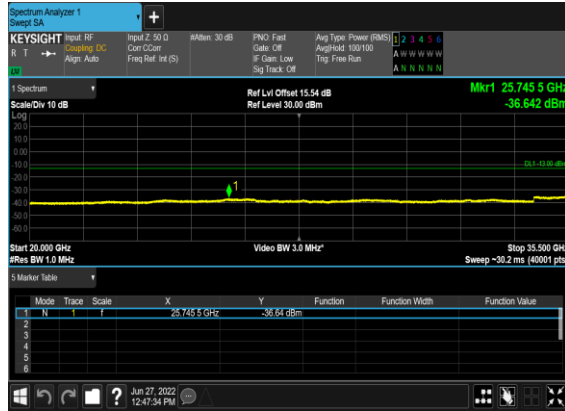 Spectrum Analyzer 1
Swept SA
+
KEYSIGHT Input: RF Input Z: 50 Ω #Atten: 30 dB PNO: Fast Avg Type: Power (RMS) 1 2 3 4 5 6
R T Coupling: DC Corr CCorr Gate: Off Avg|Hold: 100/100 A W W W W W
Align: Auto Freq Ref: Int (S) IF Gain: Low Trig: Free Run
Sig Track: Off A N N N N N
1 Spectrum Ref Lvl Offset 15.54 dB Mkr1 25.745 5 GHz
Scale/Div 10 dB Ref Level 30.00 dBm -36.642 dBm
Log
20.0
10.0
0.00
-10.0 DL1 -13.00 dBm
-20.0
-30.0 1
-40.0
-50.0
-60.0
Start 20.000 GHz Video BW 3.0 MHz* Stop 35.500 GHz
#Res BW 1.0 MHz Sweep ~30.2 ms (40001 pts)
5 Marker Table
Mode Trace Scale X Y Function Function Width Function Value
1 N 1 f 25.745 5 GHz -36.64 dBm
2
3
4
5
6
? Jun 27, 2022
12:47:34 PM